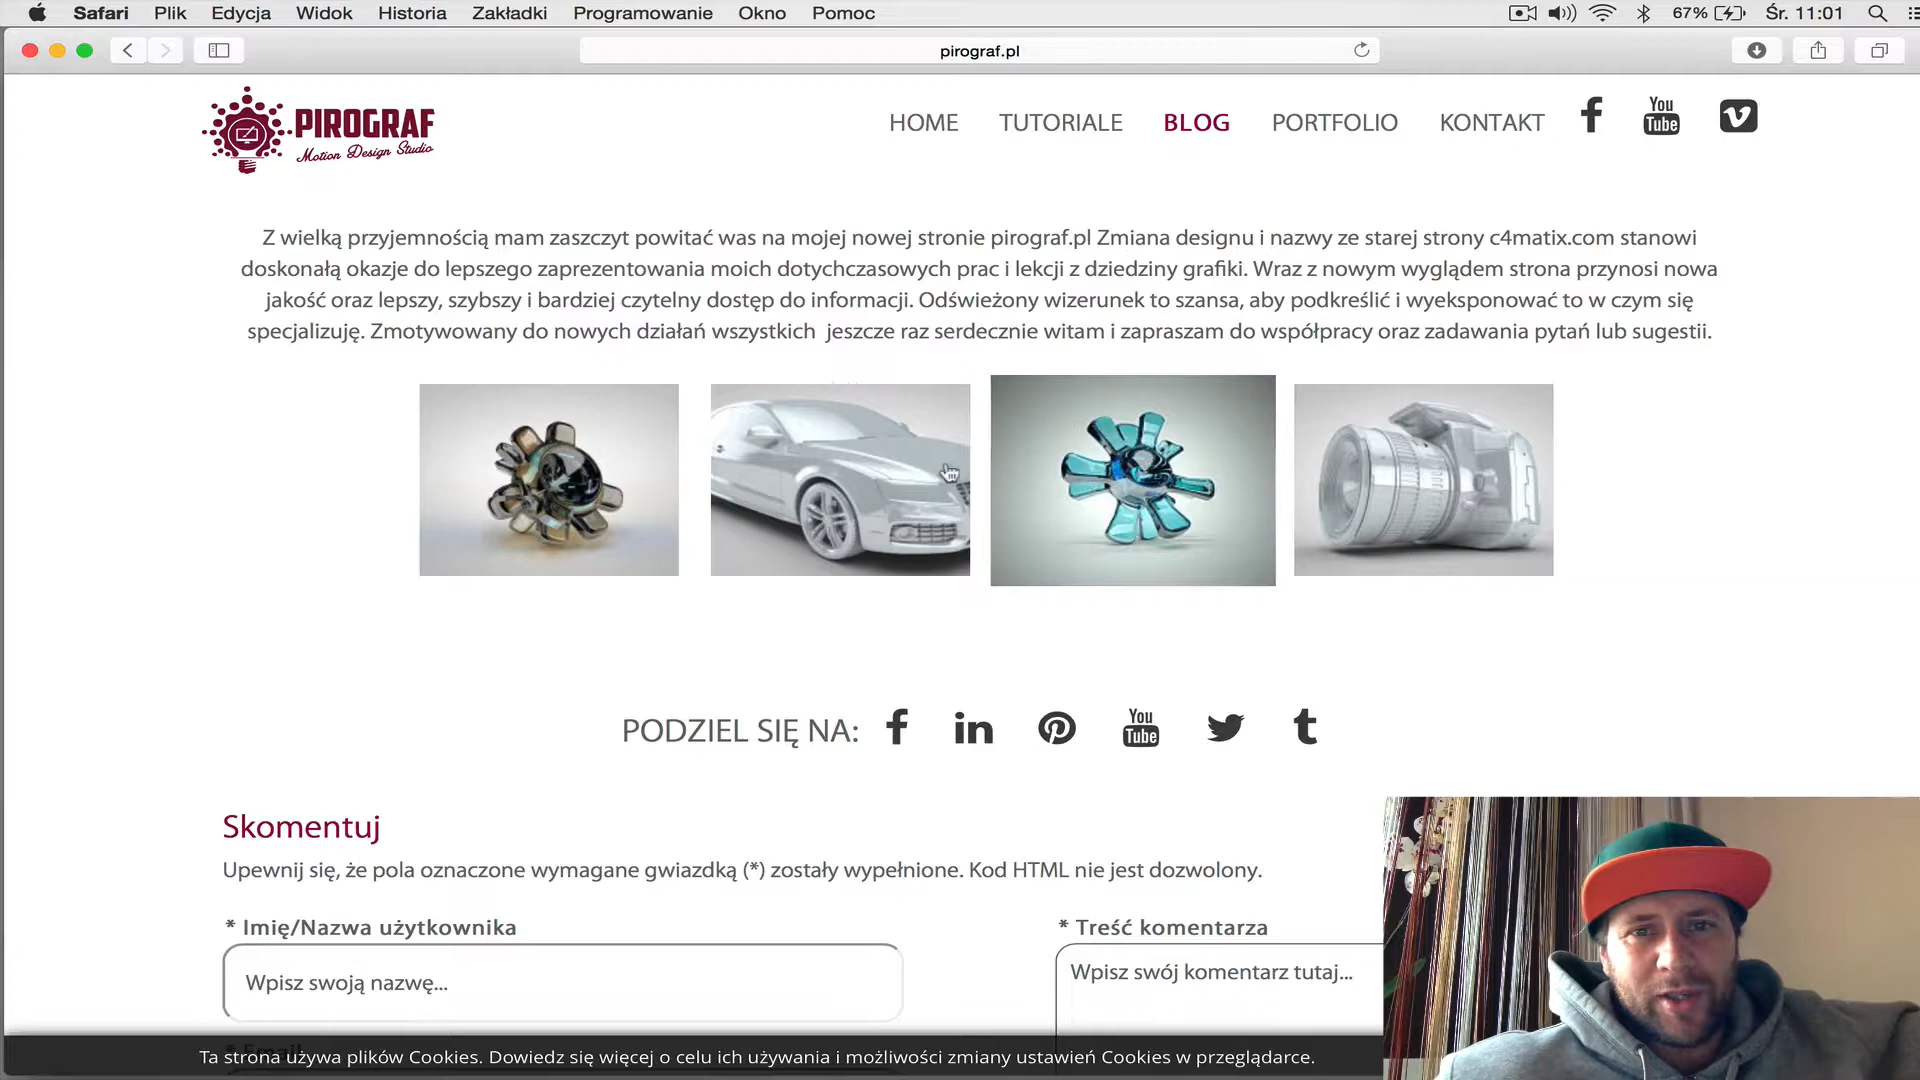 Safari Plik Edycja Widok Historia Zakładki Programowanie Okno Pomoc 67% Śr. 11:01
pirograf.pl
PIROGRAF
Motion Design Studio
HOME TUTORIALE BLOG PORTFOLIO KONTAKT You Tube
Z wielką przyjemnością mam zaszczyt powitać was na mojej nowej stronie pirograf.pl Zmiana designu i nazwy ze starej strony c4matix.com stanowi
doskonałą okazje do lepszego zaprezentowania moich dotychczasowych prac i lekcji z dziedziny grafiki. Wraz z nowym wyglądem strona przynosi nowa
jakość oraz lepszy, szybszy i bardziej czytelny dostęp do informacji. Odświeżony wizerunek to szansa, aby podkreślić i wyeksponować to w czym się
specjalizuję. Zmotywowany do nowych działań wszystkich jeszcze raz serdecznie witam i zapraszam do współpracy oraz zadawania pytań lub sugestii.
PODZIEL SIĘ NA: You Tube
Skomentuj
Upewnij się, że pola oznaczone wymagane gwiazdką (*) zostały wypełnione. Kod HTML nie jest dozwolony.
* Imię/Nazwa użytkownika
* Treść komentarza
Wpisz swoją nazwę...
Wpisz swój komentarz tutaj...
* Email
Ta strona używa plików Cookies. Dowiedz się więcej o celu ich używania i możliwości zmiany ustawień Cookies w przeglądarce.